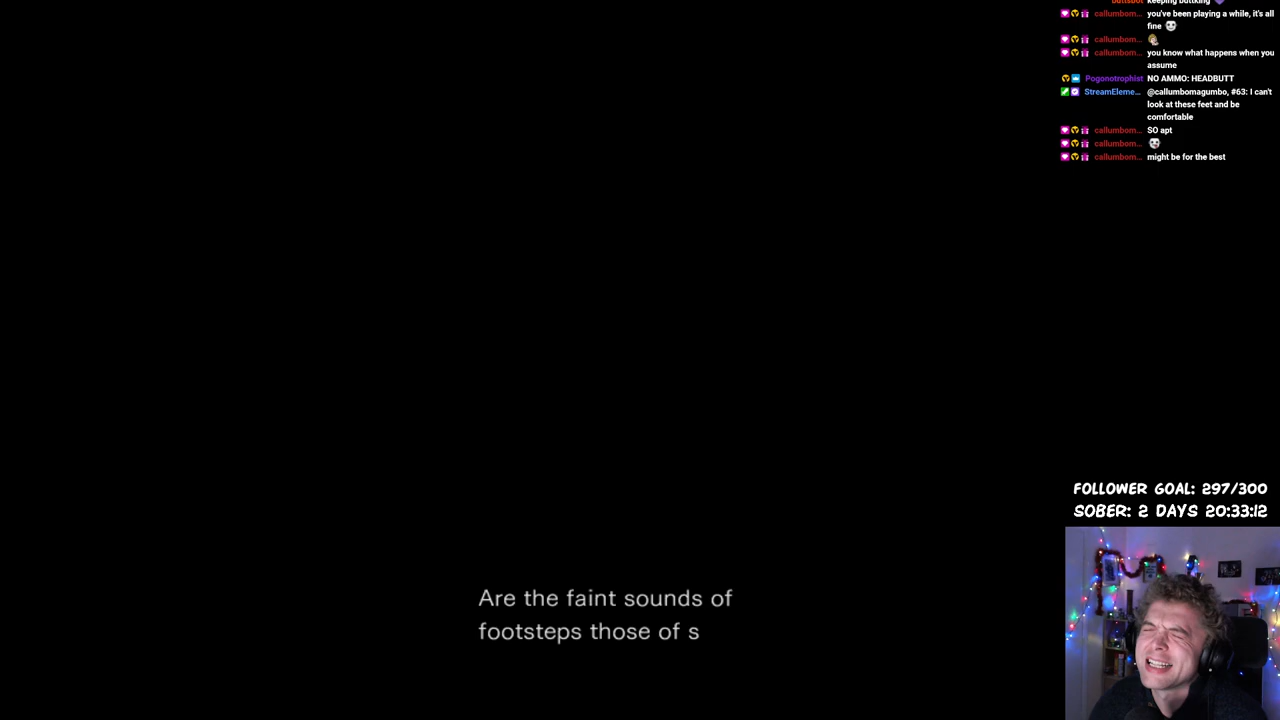 keeping buttking
callumbom... you've been playing a while, it's all
fine
callumbom...
callumbom... you know what happens when you
assume
Pogonotrophist NO AMMO: HEADBUTT
StreamEleme... @callumbomagumbo, #63: I can't
look at these feet and be
comfortable
callumbom... SO apt
callumbom...
callumbom... might be for the best
FOLLOWER GOAL: 297/300
SOBER: 2 DAYS 20:33:12
Are the faint sounds of
footsteps those of s